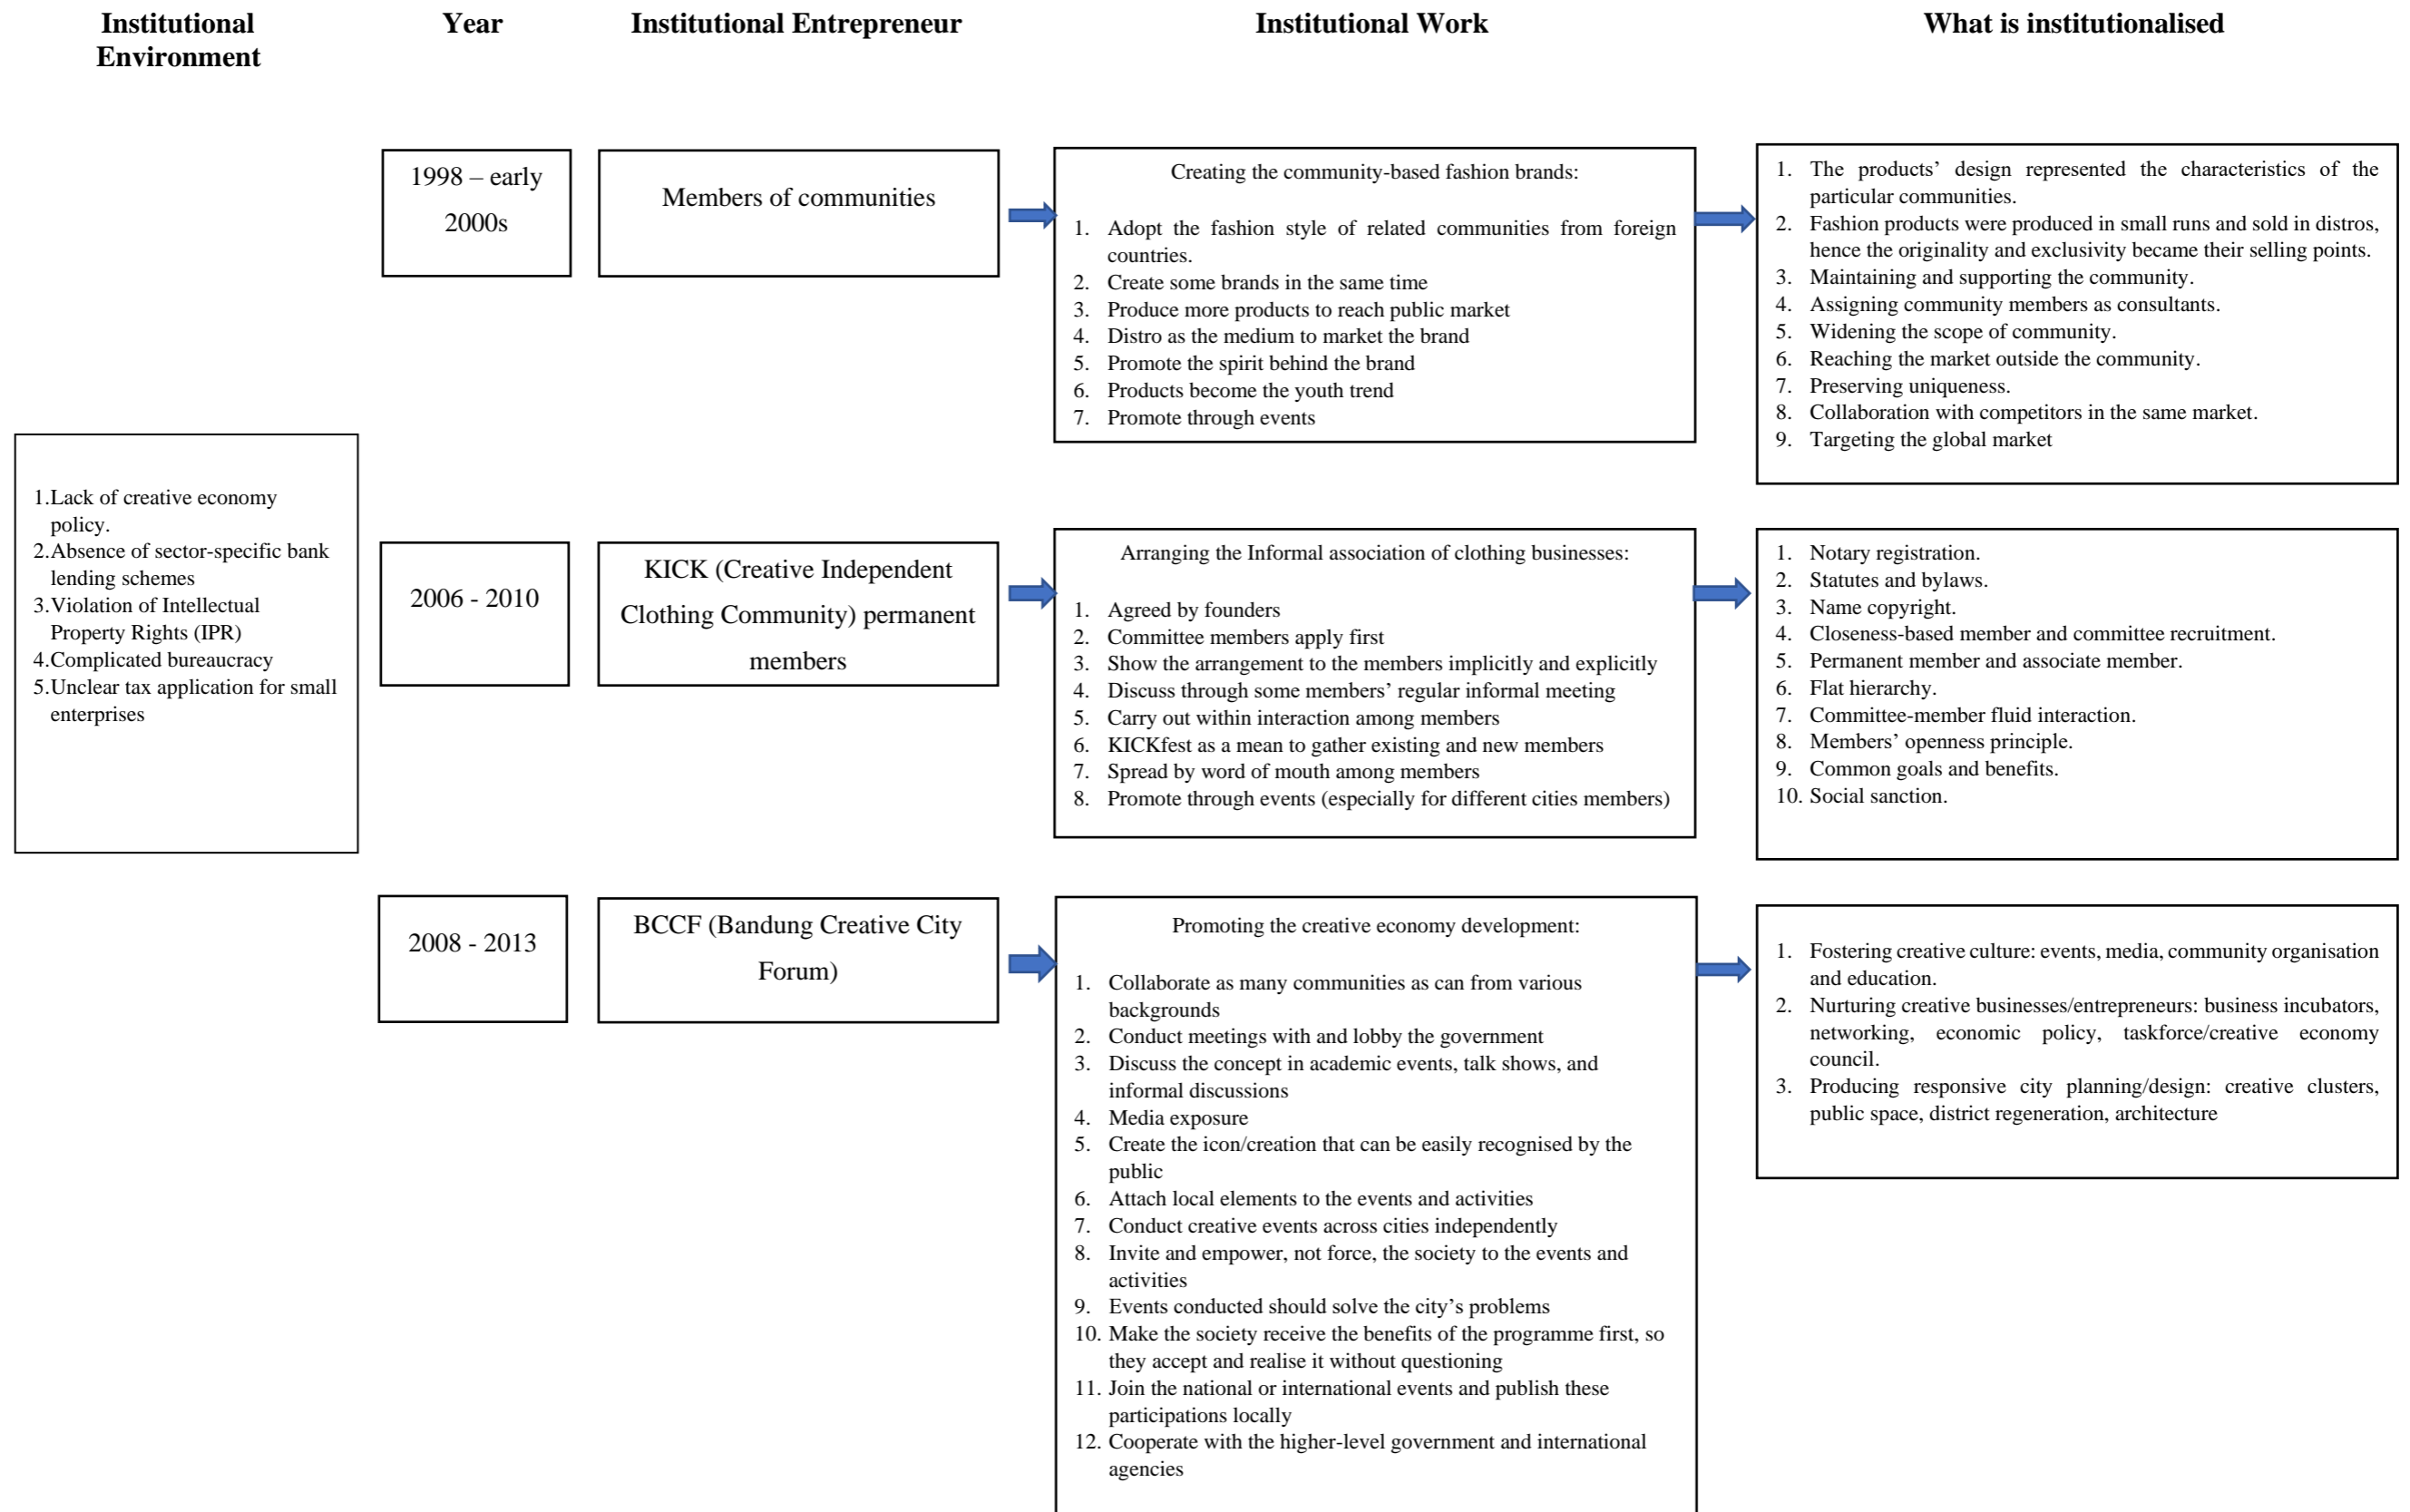 Institutional
Environment
Year
Institutional Entrepreneur
Institutional Work
What is institutionalised
1.Lack of creative economy
policy.
2.Absence of sector-specific bank
lending schemes
3.Violation of Intellectual
Property Rights (IPR)
4.Complicated bureaucracy
5.Unclear tax application for small
enterprises
1998 – early
2000s
Members of communities
Creating the community-based fashion brands:
1. Adopt the fashion style of related communities from foreign
countries.
2. Create some brands in the same time
3. Produce more products to reach public market
4. Distro as the medium to market the brand
5. Promote the spirit behind the brand
6. Products become the youth trend
7. Promote through events
1. The products’ design represented the characteristics of the
particular communities.
2. Fashion products were produced in small runs and sold in distros,
hence the originality and exclusivity became their selling points.
3. Maintaining and supporting the community.
4. Assigning community members as consultants.
5. Widening the scope of community.
6. Reaching the market outside the community.
7. Preserving uniqueness.
8. Collaboration with competitors in the same market.
9. Targeting the global market
2006 - 2010
KICK (Creative Independent
Clothing Community) permanent
members
Arranging the Informal association of clothing businesses:
1. Agreed by founders
2. Committee members apply first
3. Show the arrangement to the members implicitly and explicitly
4. Discuss through some members’ regular informal meeting
5. Carry out within interaction among members
6. KICKfest as a mean to gather existing and new members
7. Spread by word of mouth among members
8. Promote through events (especially for different cities members)
1. Notary registration.
2. Statutes and bylaws.
3. Name copyright.
4. Closeness-based member and committee recruitment.
5. Permanent member and associate member.
6. Flat hierarchy.
7. Committee-member fluid interaction.
8. Members’ openness principle.
9. Common goals and benefits.
10. Social sanction.
2008 - 2013
BCCF (Bandung Creative City
Forum)
Promoting the creative economy development:
1. Collaborate as many communities as can from various
backgrounds
2. Conduct meetings with and lobby the government
3. Discuss the concept in academic events, talk shows, and
informal discussions
4. Media exposure
5. Create the icon/creation that can be easily recognised by the
public
6. Attach local elements to the events and activities
7. Conduct creative events across cities independently
8. Invite and empower, not force, the society to the events and
activities
9. Events conducted should solve the city’s problems
10. Make the society receive the benefits of the programme first, so
they accept and realise it without questioning
11. Join the national or international events and publish these
participations locally
12. Cooperate with the higher-level government and international
agencies
1. Fostering creative culture: events, media, community organisation
and education.
2. Nurturing creative businesses/entrepreneurs: business incubators,
networking, economic policy, taskforce/creative economy
council.
3. Producing responsive city planning/design: creative clusters,
public space, district regeneration, architecture